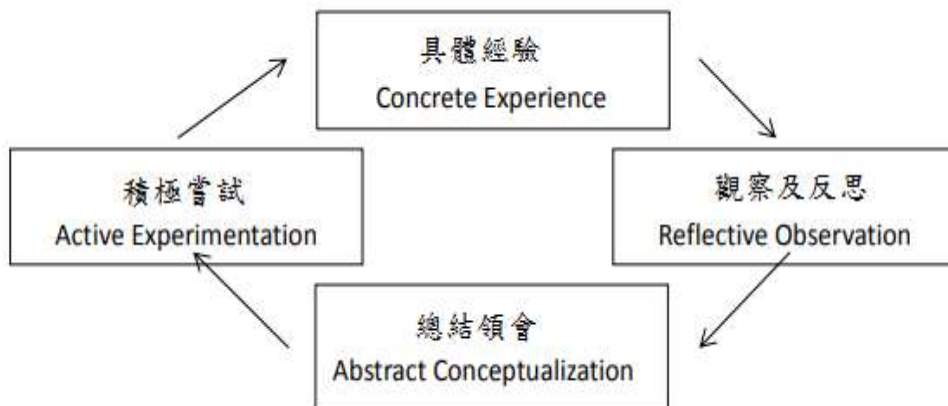 具體經驗
Concrete Experience
積極嘗試
Active Experimentation
觀察及反思
Reflective Observation
總結領會
Abstract Conceptualization